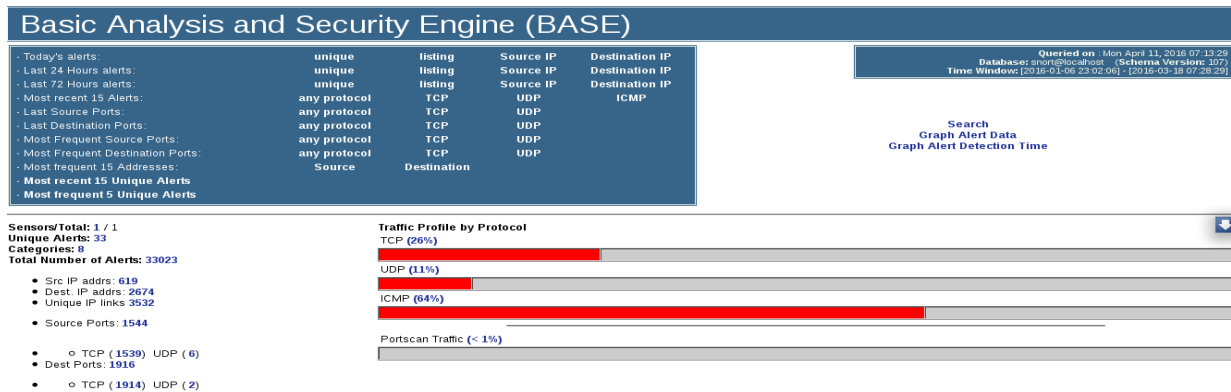 Basic Analysis and Security Engine (BASE)
· Today's alerts: unique listing Source IP Destination IP
· Last 24 Hours alerts: unique listing Source IP Destination IP
· Last 72 Hours alerts: unique listing Source IP Destination IP
· Most recent 15 Alerts: any protocol TCP UDP ICMP
· Last Source Ports: any protocol TCP UDP
· Last Destination Ports: any protocol TCP UDP
· Most Frequent Source Ports: any protocol TCP UDP
· Most Frequent Destination Ports: any protocol TCP UDP
· Most frequent 15 Addresses: Source Destination
· Most recent 15 Unique Alerts
· Most frequent 5 Unique Alerts
Queried on : Mon April 11, 2016 07:13:29
Database: snort@localhost (Schema Version: 107)
Time Window: [2016-01-06 23:02:06] - [2016-03-18 07:28:29]
Search
Graph Alert Data
Graph Alert Detection Time
Sensors/Total: 1 / 1
Unique Alerts: 33
Categories: 8
Total Number of Alerts: 33023
• Src IP addrs: 619
• Dest. IP addrs: 2674
• Unique IP links 3532
• Source Ports: 1544
• ○ TCP ( 1539) UDP ( 6)
• Dest Ports: 1916
• ○ TCP ( 1914) UDP ( 2)
Traffic Profile by Protocol
TCP (26%)
UDP (11%)
ICMP (64%)
Portscan Traffic (< 1%)